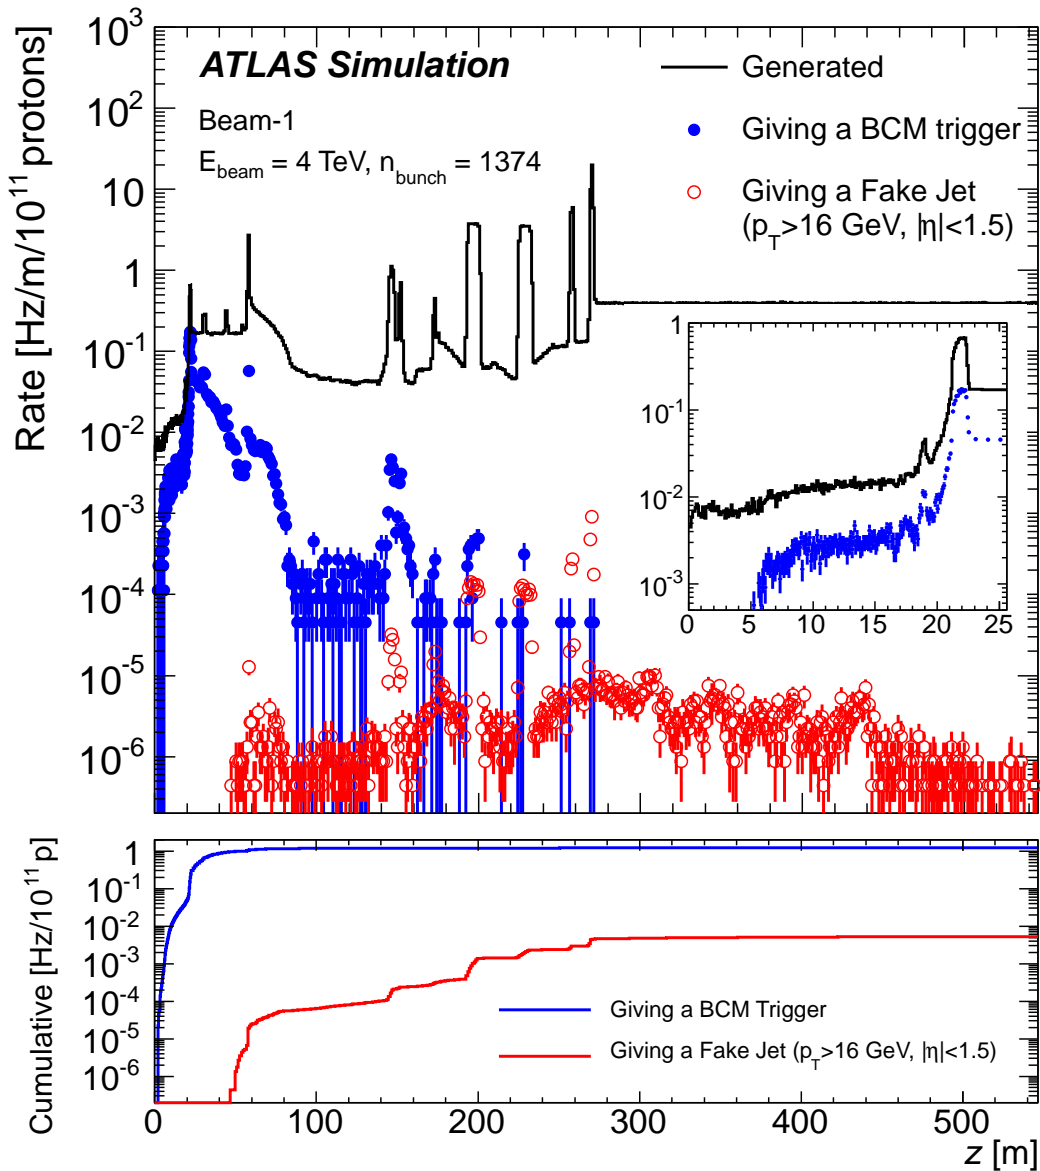 ATLAS Simulation
Beam-1
E_beam = 4 TeV, n_bunch = 1374
Generated
Giving a BCM trigger
Giving a Fake Jet
(p_T>16 GeV, |η|<1.5)
Rate [Hz/m/10^11 protons]
10^3
10^2
10
1
10^-1
10^-2
10^-3
10^-4
10^-5
10^-6
1
10^-1
10^-2
10^-3
0 5 10 15 20 25
Cumulative [Hz/10^11 p]
1
10^-1
10^-2
10^-3
10^-4
10^-5
10^-6
Giving a BCM Trigger
Giving a Fake Jet (p_T>16 GeV, |η|<1.5)
0 100 200 300 400 500
z [m]